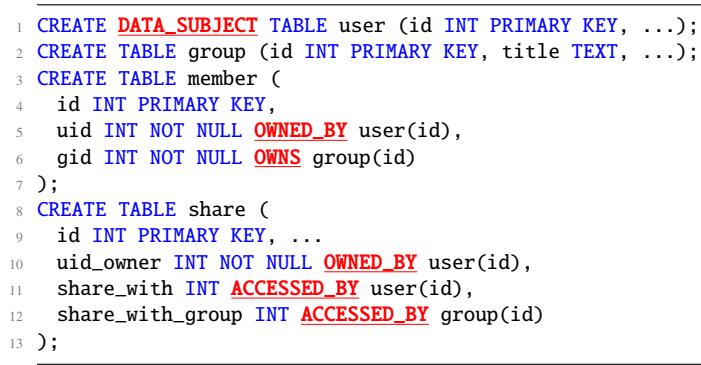 1 CREATE DATA_SUBJECT TABLE user (id INT PRIMARY KEY, ...);
2 CREATE TABLE group (id INT PRIMARY KEY, title TEXT, ...);
3 CREATE TABLE member (
4   id INT PRIMARY KEY,
5   uid INT NOT NULL OWNED_BY user(id),
6   gid INT NOT NULL OWNS group(id)
7 );
8 CREATE TABLE share (
9   id INT PRIMARY KEY, ...
10   uid_owner INT NOT NULL OWNED_BY user(id),
11   share_with INT ACCESSED_BY user(id),
12   share_with_group INT ACCESSED_BY group(id)
13 );